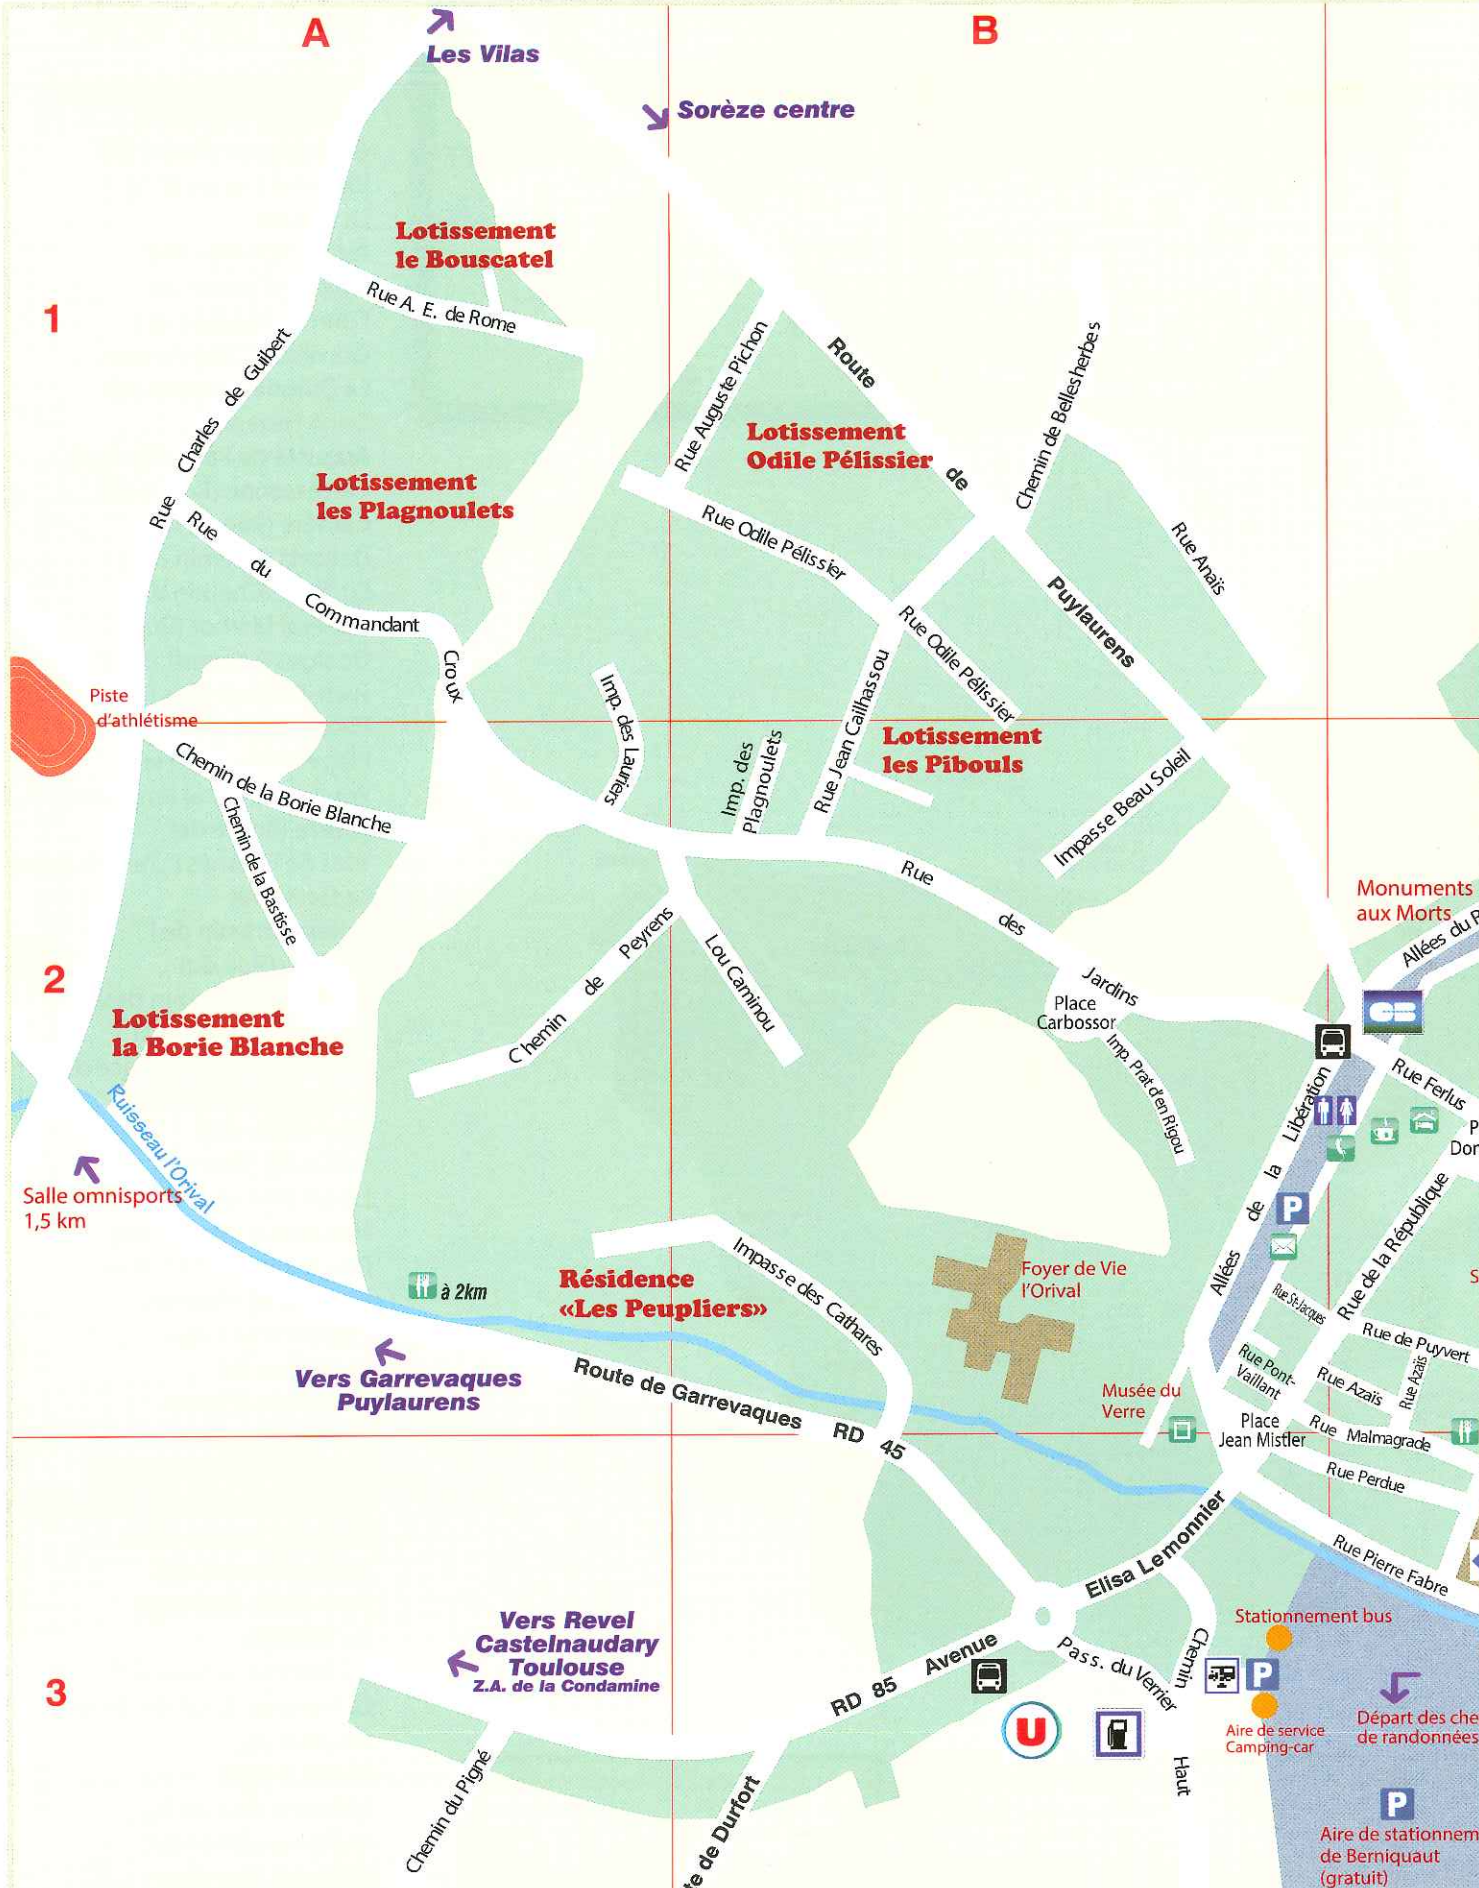 A
B
Les Vilas
Sorèze centre
Lotissement
le Bouscatel
1
Rue A. E. de Rome
Rue Charles de Guibert
Rue Auguste Pichon
Route de Puylaurens
Chemin de Bellesherbes
Lotissement
Odile Pélissier
Lotissement
les Plagnoulets
Rue du Commandant Croux
Rue Odile Pélissier
Rue Anaïs
Rue Odile Pélissier
Piste
d'athlétisme
Imp. des Lauriers
Imp. des
Plagnoulets
Rue Jean Cailhassou
Lotissement
les Pibouls
Impasse Beau Soleil
Chemin de la Borie Blanche
Chemin de la Bastisse
Rue des Jardins
Monuments
aux Morts
Allées du
Chemin de Peyrens
Lou Caminou
2
Place
Carbossor
Imp. Prat d'en Rigou
Lotissement
la Borie Blanche
Rue Ferlus
Ruisseau l'Orival
Allées de la Libération
P
Dor
Salle omnisports
1,5 km
P
Rue de la République
Impasse des Cathares
Foyer de Vie
l'Orival
à 2km
Résidence
«Les Peupliers»
Rue St-Jacques
Rue de Puyvert
Rue Pont-
Vaillant
Rue Azaïs
Rue Azaïs
Vers Garrevaques
Puylaurens
Route de Garrevaques RD 45
Musée du
Verre
Place
Jean Mistler
Rue Malmagrade
Rue Perdue
Rue Pierre Fabre
RD 85 Avenue Elisa Lemonnier
Stationnement bus
Vers Revel
Castelnaudary
Toulouse
Z.A. de la Condamine
3
Pass. du Verrier
Chemin Haut
P
U
Aire de service
Camping-car
Départ des che
de randonnées
Chemin du Pigné
te de Durfort
P
Aire de stationnem
de Berniquaut
(gratuit)